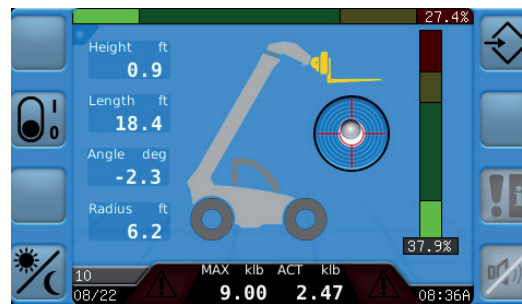 27.4%
Height ft
0.9
Length ft
18.4
Angle deg
-2.3
Radius ft
6.2
I
0
37.9%
10
MAX klb ACT klb
08/22
9.00 2.47
08:36A